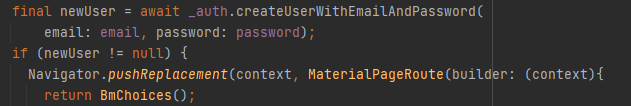 final newUser = await _auth.createUserWithEmailAndPassword(
email: email, password: password);
if (newUser != null) {
Navigator.pushReplacement(context, MaterialPageRoute(builder: (context){
return BmChoices();